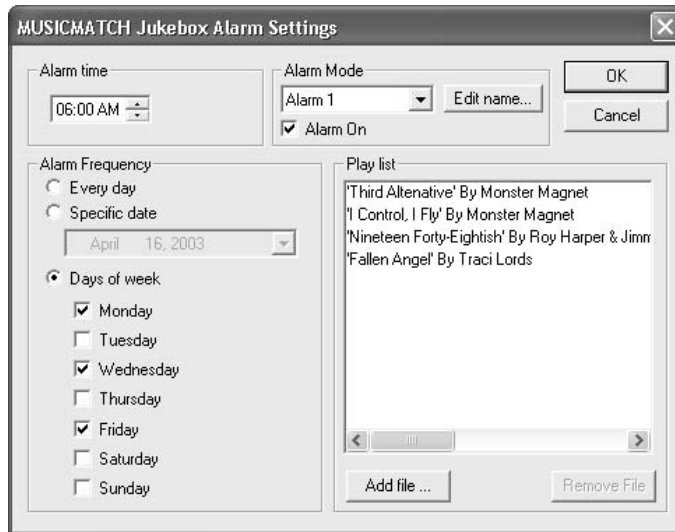 MUSICMATCH Jukebox Alarm Settings
Alarm time
06:00 AM
Alarm Mode
Alarm 1
Edit name...
Alarm On
OK
Cancel
Alarm Frequency
Every day
Specific date
April 16, 2003
Days of week
Monday
Tuesday
Wednesday
Thursday
Friday
Saturday
Sunday
Play list
'Third Altenative' By Monster Magnet
'I Control, I Fly' By Monster Magnet
'Nineteen Forty-Eightish' By Roy Harper & Jimm
'Fallen Angel' By Traci Lords
Add file ...
Remove File